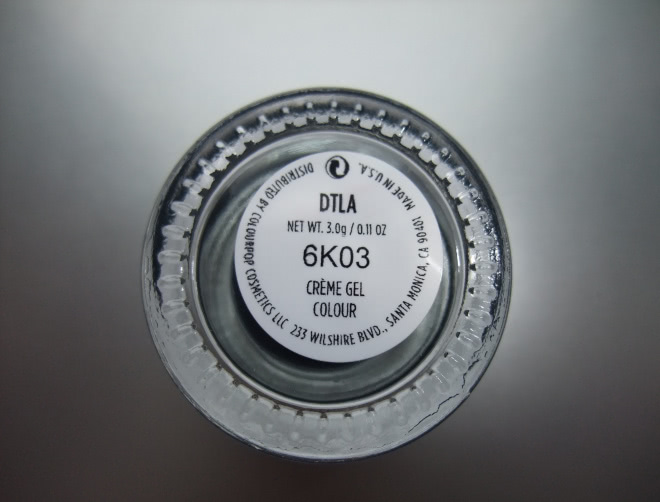 DTLA
NET WT. 3.0g / 0.11 OZ
6K03
CRÈME GEL
COLOUR
DISTRIBUTED BY COLOURPOP COSMETICS LLC 233 WILSHIRE BLVD., SANTA MONICA, CA 90401 MADE IN U.S.A.